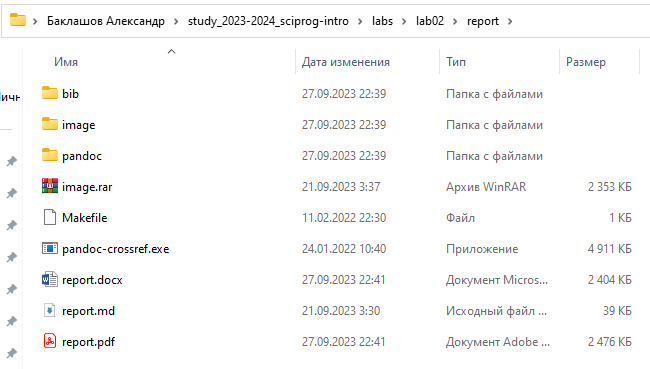 Баклашов Александр > study_2023-2024_sciprog-intro > labs > lab02 > report >
Имя Дата изменения Тип Размер
bib 27.09.2023 22:39 Папка с файлами
image 27.09.2023 22:39 Папка с файлами
pandoc 27.09.2023 22:39 Папка с файлами
image.rar 21.09.2023 3:37 Архив WinRAR 2 353 КБ
Makefile 11.02.2022 22:30 Файл 1 КБ
pandoc-crossref.exe 24.01.2022 10:40 Приложение 4 911 КБ
report.docx 27.09.2023 22:41 Документ Micros... 2 404 КБ
report.md 21.09.2023 3:30 Исходный файл ... 39 КБ
report.pdf 27.09.2023 22:41 Документ Adobe ... 2 476 КБ